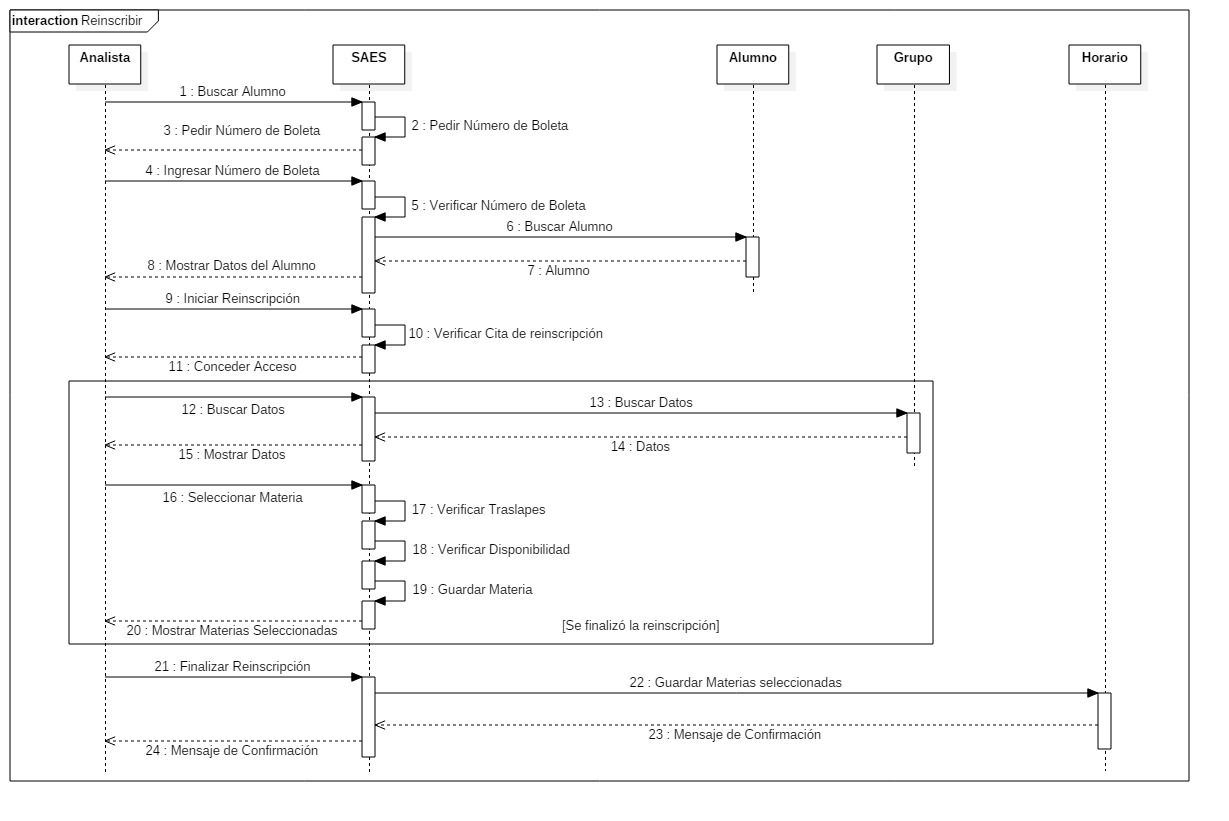 interaction Reinscribir
Analista
SAES
Alumno
Grupo
Horario
1 : Buscar Alumno
2 : Pedir Número de Boleta
3 : Pedir Número de Boleta
4 : Ingresar Número de Boleta
5 : Verificar Número de Boleta
6 : Buscar Alumno
7 : Alumno
8 : Mostrar Datos del Alumno
9 : Iniciar Reinscripción
10 : Verificar Cita de reinscripción
11 : Conceder Acceso
12 : Buscar Datos
13 : Buscar Datos
14 : Datos
15 : Mostrar Datos
16 : Seleccionar Materia
17 : Verificar Traslapes
18 : Verificar Disponibilidad
19 : Guardar Materia
20 : Mostrar Materias Seleccionadas
[Se finalizó la reinscripción]
21 : Finalizar Reinscripción
22 : Guardar Materias seleccionadas
23 : Mensaje de Confirmación
24 : Mensaje de Confirmación